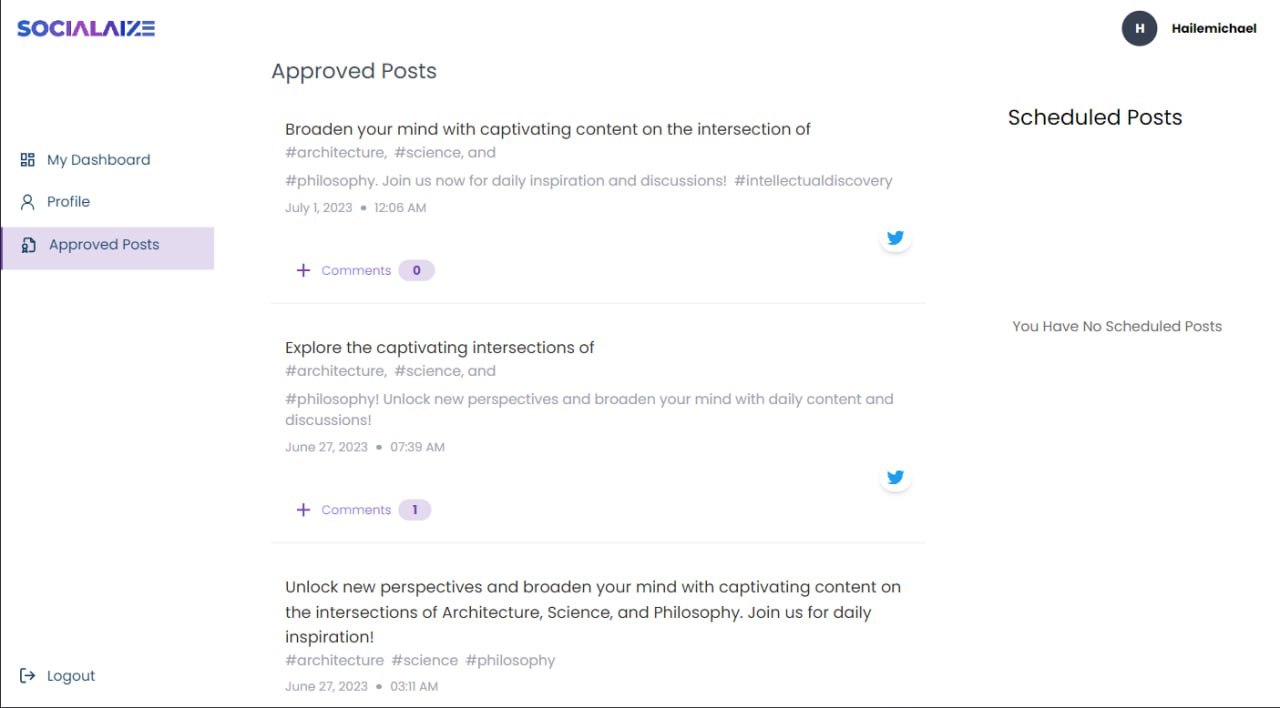 SOCIALAIZE
H
Hailemichael
My Dashboard
Profile
Approved Posts
Logout
Approved Posts
Broaden your mind with captivating content on the intersection of
#architecture, #science, and
#philosophy. Join us now for daily inspiration and discussions! #intellectualdiscovery
July 1, 2023 • 12:06 AM
+ Comments 0
Explore the captivating intersections of
#architecture, #science, and
#philosophy! Unlock new perspectives and broaden your mind with daily content and
discussions!
June 27, 2023 • 07:39 AM
+ Comments 1
Unlock new perspectives and broaden your mind with captivating content on
the intersections of Architecture, Science, and Philosophy. Join us for daily
inspiration!
#architecture #science #philosophy
June 27, 2023 • 03:11 AM
Scheduled Posts
You Have No Scheduled Posts